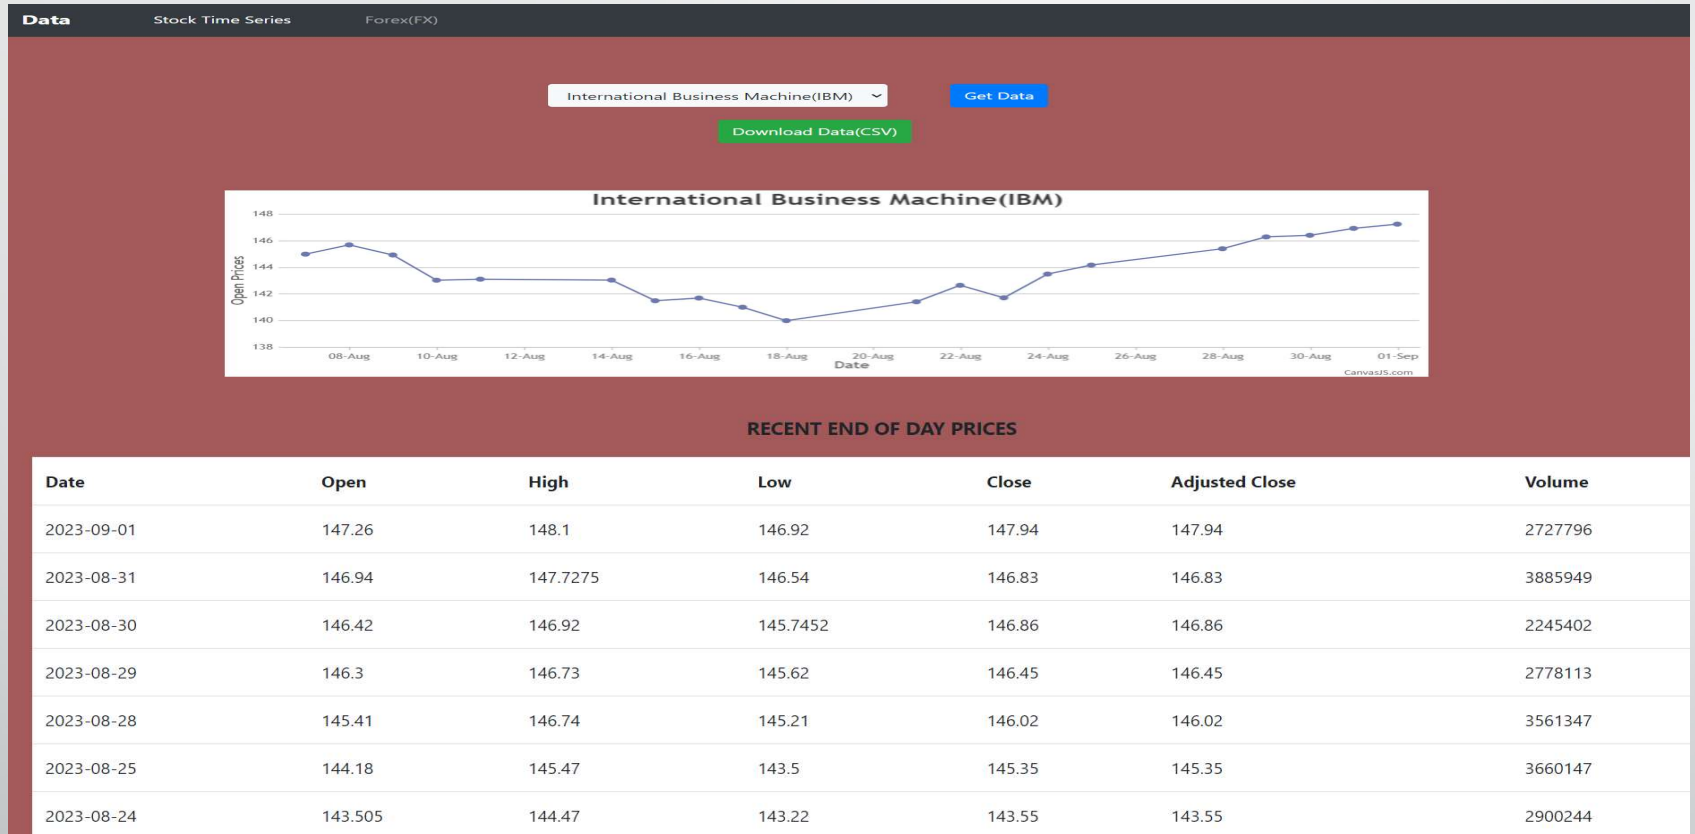 Data Stock Time Series Forex(FX)
International Business Machine(IBM) Get Data
Download Data(CSV)
International Business Machine(IBM)
148
146
144
142
140
138
Open Prices
08-Aug 10-Aug 12-Aug 14-Aug 16-Aug 18-Aug 20-Aug 22-Aug 24-Aug 26-Aug 28-Aug 30-Aug 01-Sep
Date
CanvasJS.com
RECENT END OF DAY PRICES
Date Open High Low Close Adjusted Close Volume
2023-09-01 147.26 148.1 146.92 147.94 147.94 2727796
2023-08-31 146.94 147.7275 146.54 146.83 146.83 3885949
2023-08-30 146.42 146.92 145.7452 146.86 146.86 2245402
2023-08-29 146.3 146.73 145.62 146.45 146.45 2778113
2023-08-28 145.41 146.74 145.21 146.02 146.02 3561347
2023-08-25 144.18 145.47 143.5 145.35 145.35 3660147
2023-08-24 143.505 144.47 143.22 143.55 143.55 2900244